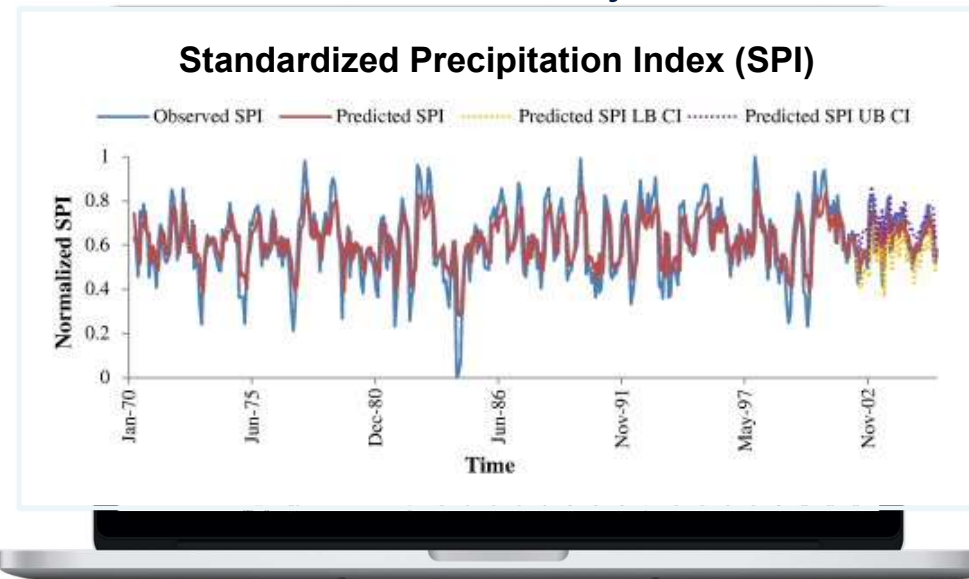 Standardized Precipitation Index (SPI)
Observed SPI Predicted SPI Predicted SPI LB CI Predicted SPI UB CI
1
0.8
0.6
0.4
0.2
0
Normalized SPI
Jan-70 Jun-75 Dec-80 Jun-86 Nov-91 May-97 Nov-02
Time